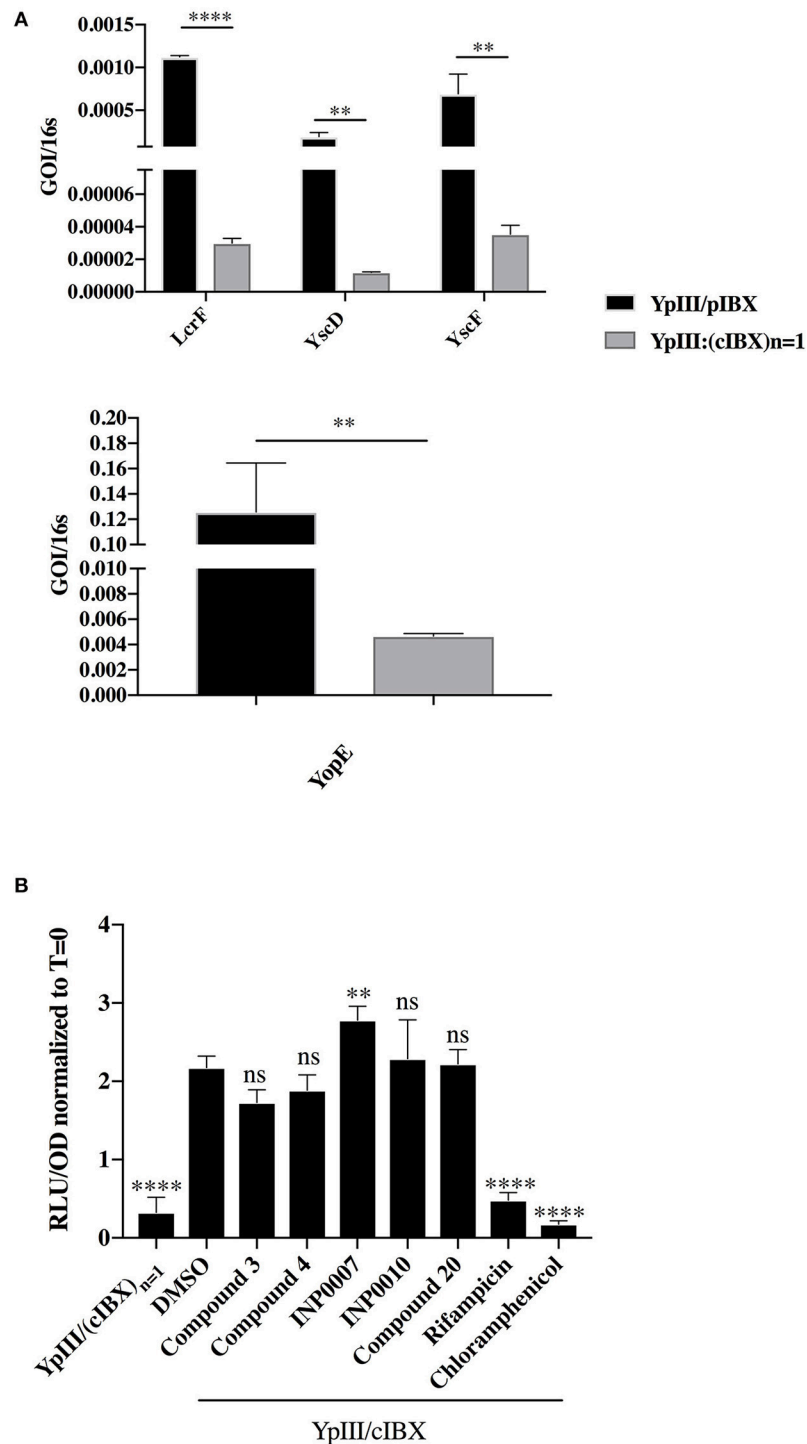 A
GOI/16s
0.0015
0.0010
0.0005
0.00006
0.00004
0.00002
0.00000
****
**
**
LcrF
YscD
YscF
YpIII/pIBX
YpIII:(cIBX)n=1
GOI/16s
0.20
0.18
0.16
0.14
0.12
0.10
0.010
0.008
0.006
0.004
0.002
0.000
**
YopE
B
RLU/OD normalized to T=0
4
3
2
1
0
****
ns
ns
**
ns
ns
****
****
YpIII/(cIBX)n=1
DMSO
Compound 3
Compound 4
INP0007
INP0010
Compound 20
Rifampicin
Chloramphenicol
YpIII/cIBX